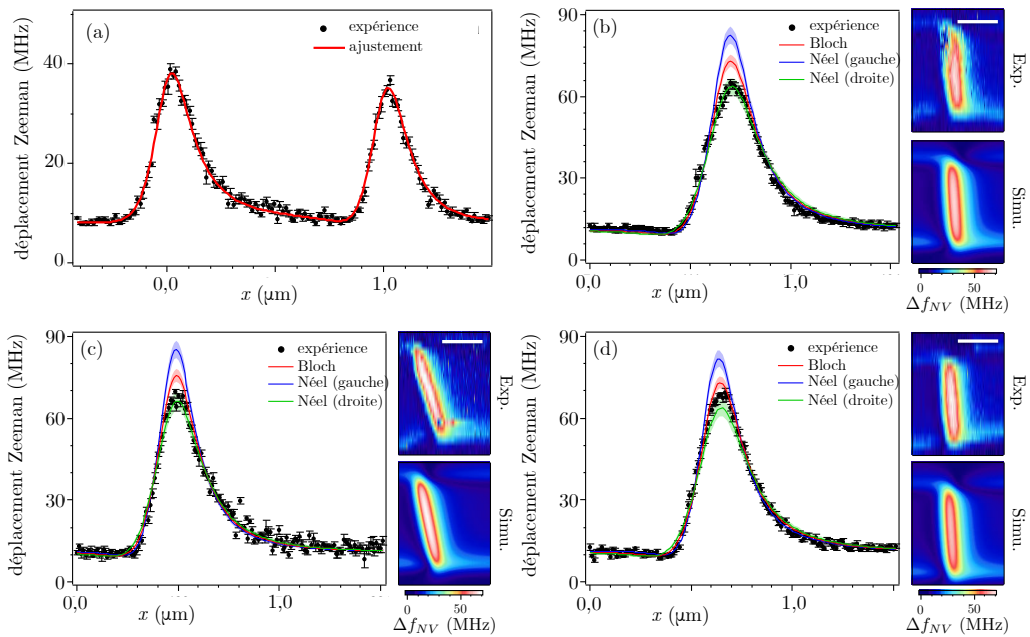 (a)
expérience
ajustement
déplacement Zeeman (MHz)
40
20
0
0,0
1,0
x (µm)
(b)
expérience
Bloch
Néel (gauche)
Néel (droite)
déplacement Zeeman (MHz)
90
60
30
0
0,0
1,0
x (µm)
Exp.
Simu.
0
50
Δf_NV (MHz)
(c)
expérience
Bloch
Néel (gauche)
Néel (droite)
déplacement Zeeman (MHz)
90
60
30
0
0,0
1,0
x (µm)
Exp.
Simu.
0
50
Δf_NV (MHz)
(d)
expérience
Bloch
Néel (gauche)
Néel (droite)
déplacement Zeeman (MHz)
90
60
30
0
0,0
1,0
x (µm)
Exp.
Simu.
0
50
Δf_NV (MHz)